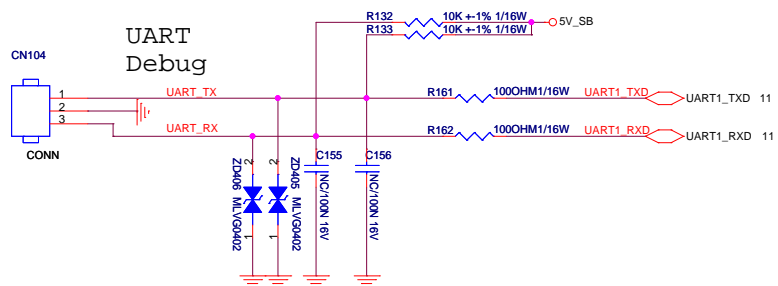 R132 10K +-1% 1/16W
R133 10K +-1% 1/16W
5V_SB
UART
Debug
CN104
1
2
3
CONN
UART_TX
R161 100OHM1/16W UART1_TXD UART1_TXD 11
UART_RX
R162 100OHM1/16W UART1_RXD UART1_RXD 11
ZD406 MLVG0402
2
1
ZD405 MLVG0402
2
1
C155
NC/100N 16V
C156
NC/100N 16V